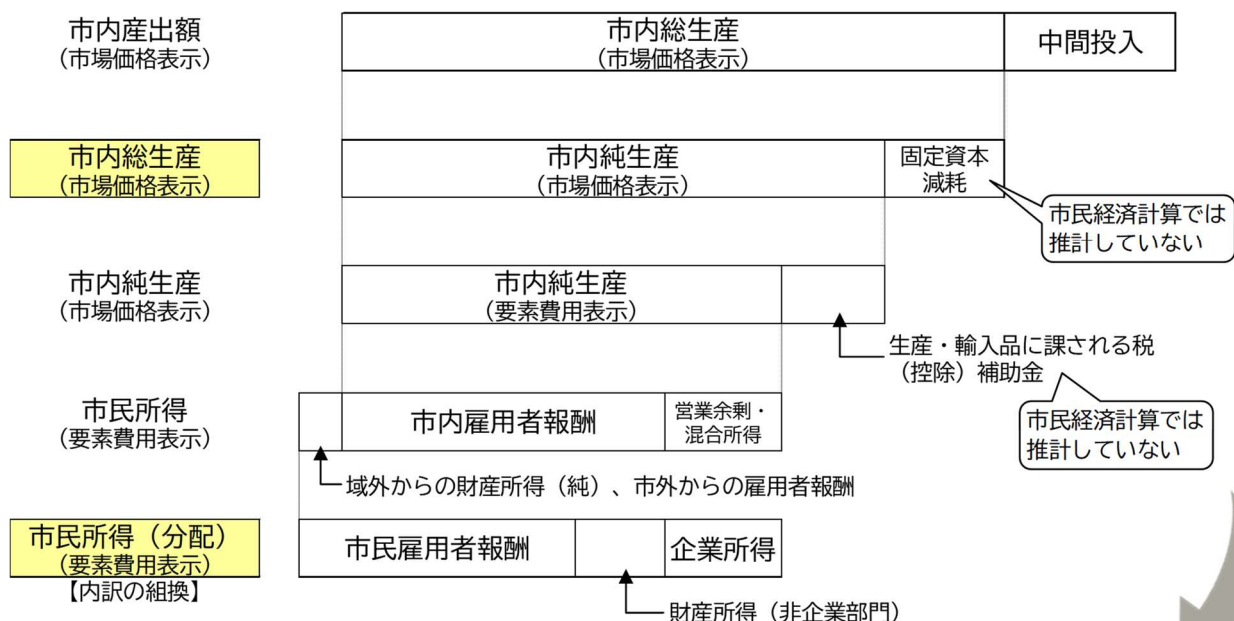 市内産出額
(市場価格表示)
市内総生産
(市場価格表示)
中間投入
市内総生産
(市場価格表示)
市内純生産
(市場価格表示)
固定資本
減耗
市民経済計算では
推計していない
市内純生産
(市場価格表示)
市内純生産
(要素費用表示)
生産・輸入品に課される税
(控除)補助金
市民経済計算では
推計していない
市民所得
(要素費用表示)
市内雇用者報酬
営業余剰・
混合所得
域外からの財産所得(純)、市外からの雇用者報酬
市民所得(分配)
(要素費用表示)
【内訳の組換】
市民雇用者報酬
企業所得
財産所得(非企業部門)